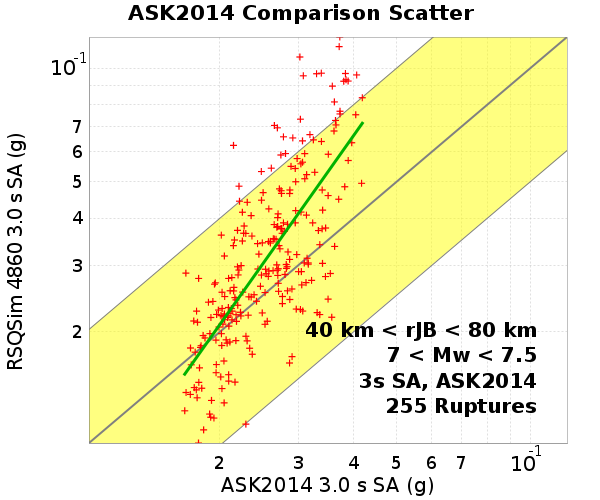 ASK2014 Comparison Scatter
RSQSim 4860 3.0 s SA (g)
10⁻¹
7
6
5
4
3
2
40 km < rJB < 80 km
7 < Mw < 7.5
3s SA, ASK2014
255 Ruptures
2 3 4 5 6 7 10⁻¹
ASK2014 3.0 s SA (g)